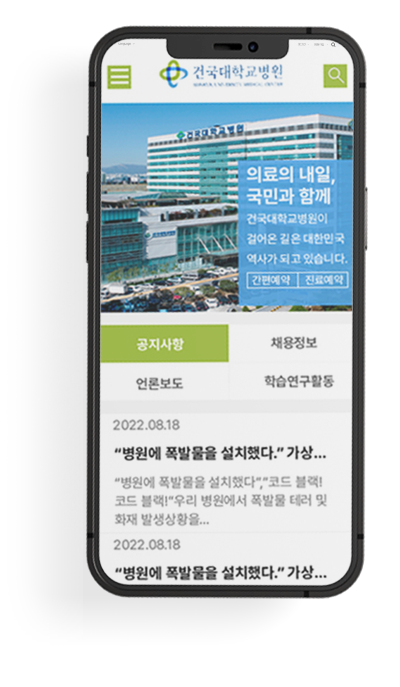 건국대학교병원
건국대학교병원
의료의 내일,
국민과 함께
건국대학교병원이
걸어온 길은 대한민국
역사가 되고 있습니다.
간편예약 진료예약
공지사항 채용정보
언론보도 학습연구활동
2022.08.18
“병원에 폭발물을 설치했다.” 가상...
“병원에 폭발물을 설치했다”,“코드 블랙!
코드 블랙!“우리 병원에서 폭발물 테러 및
화재 발생상황을...
2022.08.18
“병원에 폭발물을 설치했다.” 가상...